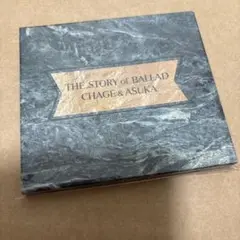 THE STORY of BALLAD
CHAGE & ASUKA